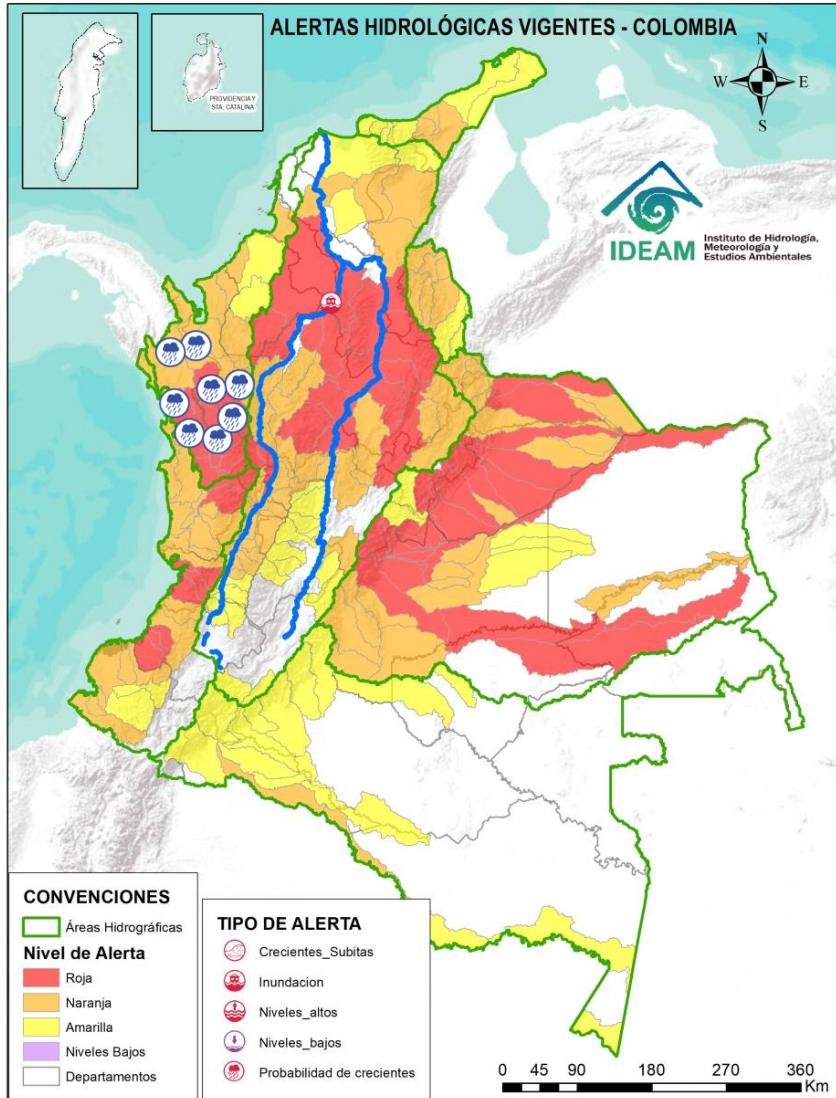 ALERTAS HIDROLÓGICAS VIGENTES - COLOMBIA
PROVIDENCIA Y
STA. CATALINA
N
W
E
S
IDEAM
Instituto de Hidrología,
Meteorología y
Estudios Ambientales
CONVENCIONES
Áreas Hidrográficas
Nivel de Alerta
Roja
Naranja
Amarilla
Niveles Bajos
Departamentos
TIPO DE ALERTA
Crecientes_Subitas
Inundacion
Niveles_altos
Niveles_bajos
Probabilidad de crecientes
0 45 90 180 270 360
Km